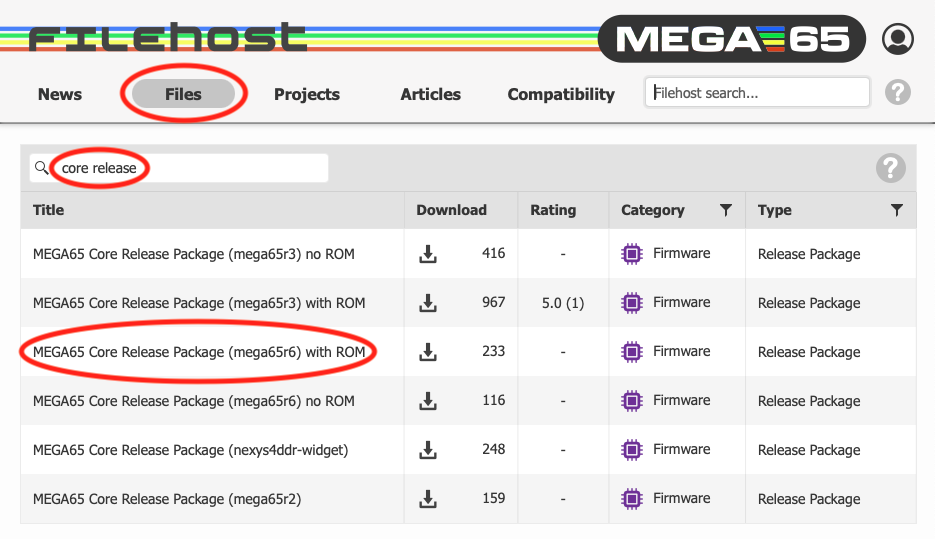 FILEhost
MEGA 65
News Files Projects Articles Compatibility Filehost search... ?
core release ?
Title Download Rating Category Type
MEGA65 Core Release Package (mega65r3) no ROM 416 - Firmware Release Package
MEGA65 Core Release Package (mega65r3) with ROM 967 5.0 (1) Firmware Release Package
MEGA65 Core Release Package (mega65r6) with ROM 233 - Firmware Release Package
MEGA65 Core Release Package (mega65r6) no ROM 116 - Firmware Release Package
MEGA65 Core Release Package (nexys4ddr-widget) 248 - Firmware Release Package
MEGA65 Core Release Package (mega65r2) 159 - Firmware Release Package